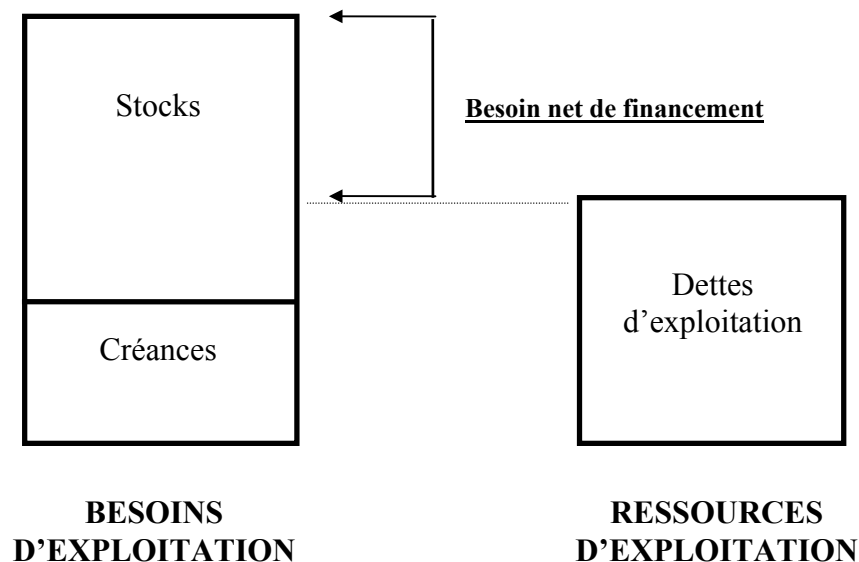 Stocks
Besoin net de financement
Dettes
d’exploitation
Créances
BESOINS
D’EXPLOITATION
RESSOURCES
D’EXPLOITATION